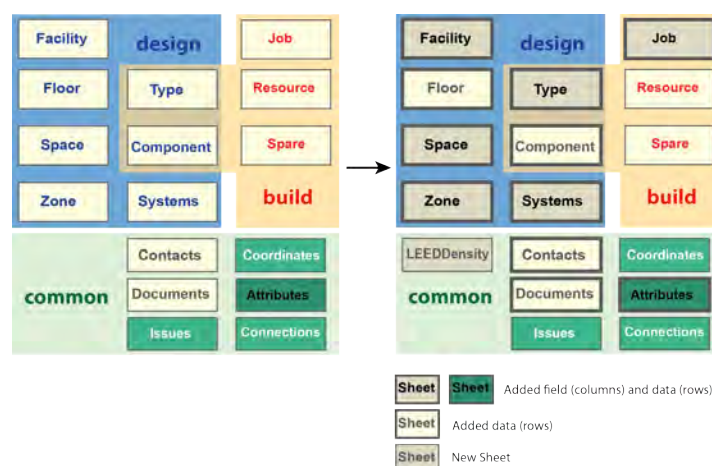 Facility
design
Job
Floor
Type
Resource
Space
Component
Spare
Zone
Systems
build
Contacts
Coordinates
common
Documents
Attributes
Issues
Connections
Facility
design
Job
Floor
Type
Resource
Space
Component
Spare
Zone
Systems
build
LEEDDensity
Contacts
Coordinates
common
Documents
Attributes
Issues
Connections
Sheet Sheet Added field (columns) and data (rows)
Sheet Added data (rows)
Sheet New Sheet